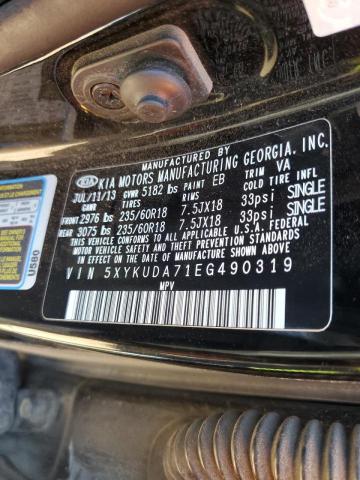 MANUFACTURED BY
KIA KIA MOTORS MANUFACTURING GEORGIA, INC.
JUL/11/13 GVWR 5182 lbs PAINT EB TRIM VA
GAWR TIRES RIMS COLD TIRE INFL
FRONT 2976 lbs 235/60R18 7.5JX18 33psi SINGLE
REAR 3075 lbs 235/60R18 7.5JX18 33psi SINGLE
THIS VEHICLE CONFORMS TO ALL APPLICABLE U.S. FEDERAL
MOTOR VEHICLE SAFETY, BUMPER, AND THEFT PREVENTION STANDARDS
IN EFFECT ON THE DATE OF MANUFACTURE SHOWN ABOVE.
VIN 5XYKUDA71EG490319
MPV
U580